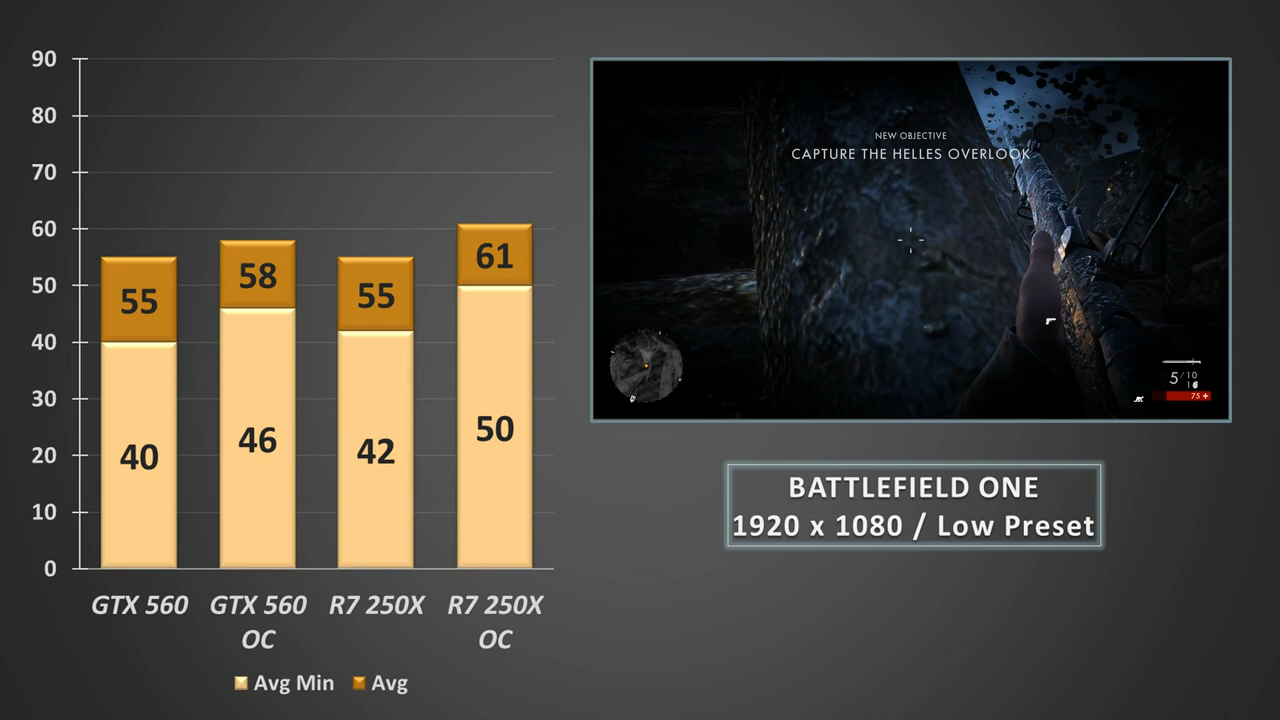 90
80
70
60
50
40
30
20
10
0
55
58
55
61
40
46
42
50
GTX 560
GTX 560 OC
R7 250X
R7 250X OC
Avg Min
Avg
NEW OBJECTIVE
CAPTURE THE HELLES OVERLOOK
5/10
75 +
BATTLEFIELD ONE
1920 x 1080 / Low Preset